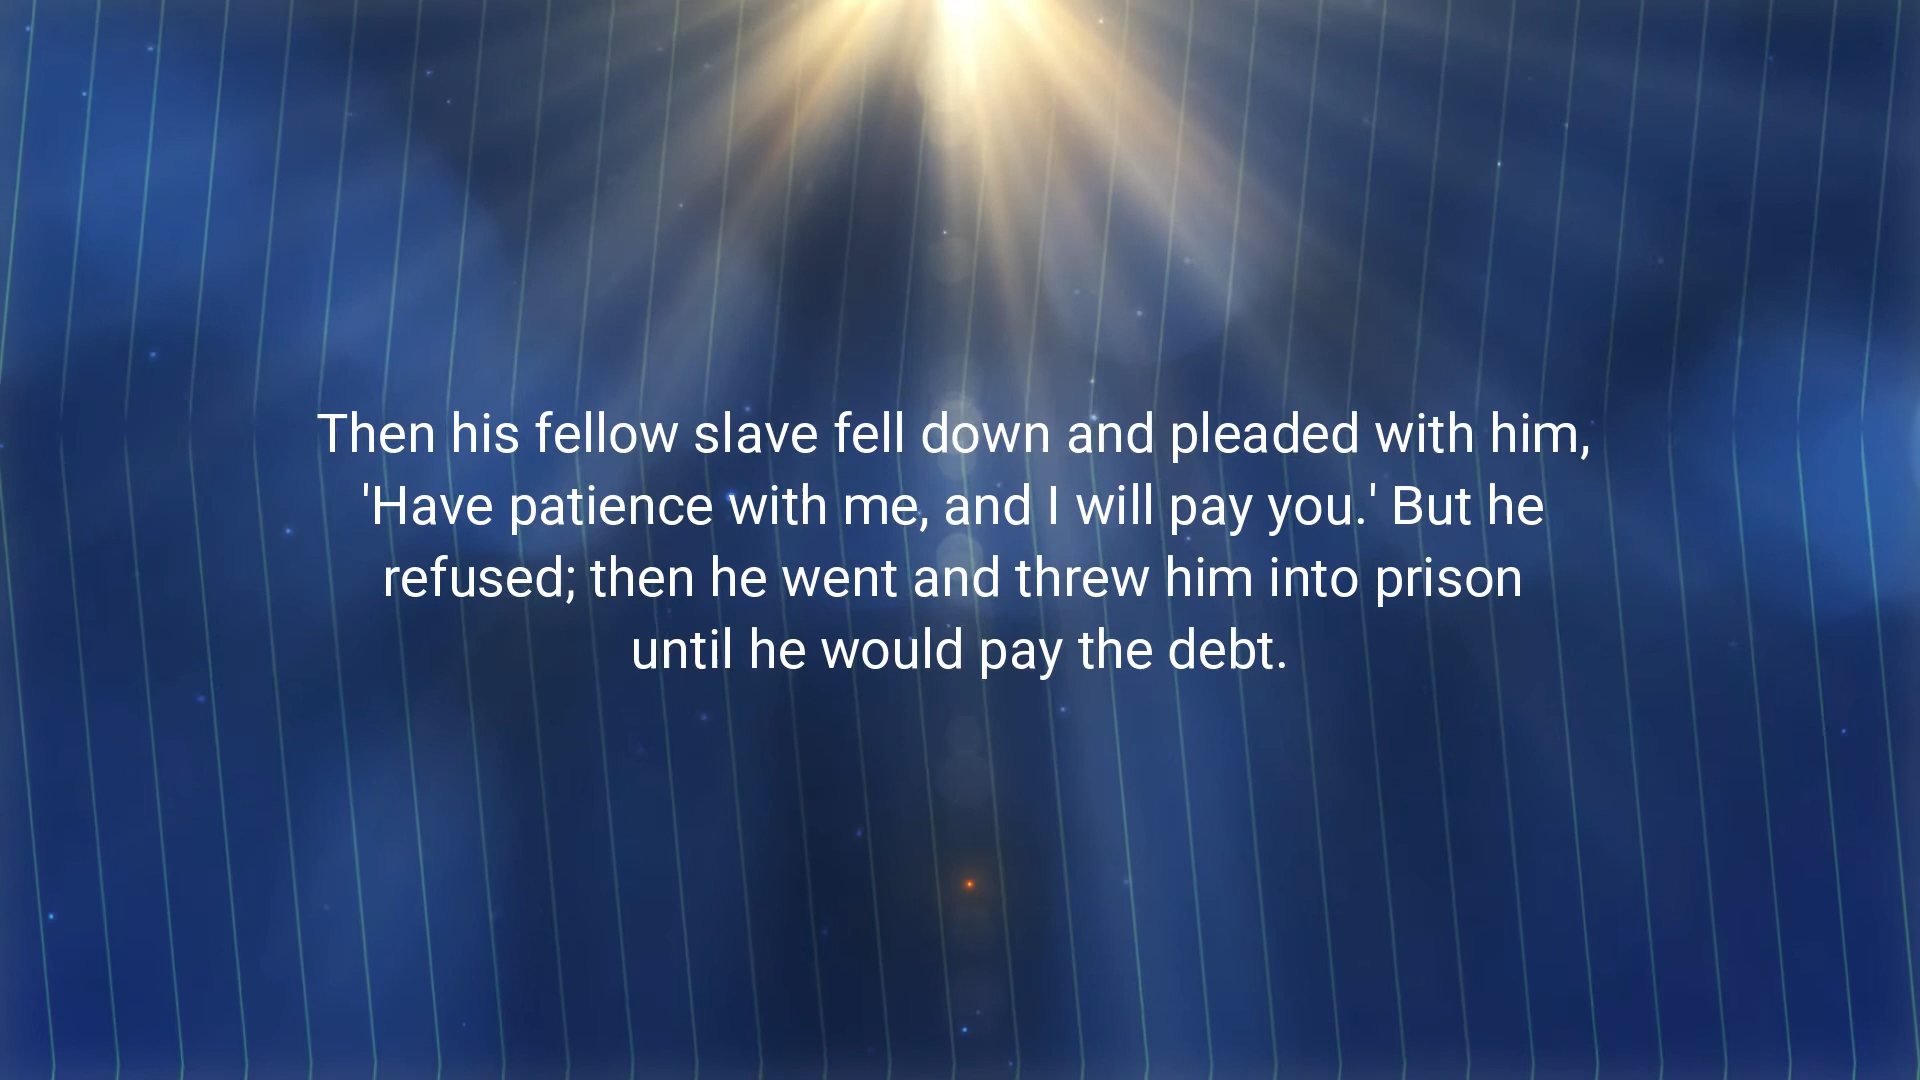 Then his fellow slave fell down and pleaded with him,
'Have patience with me, and I will pay you.' But he
refused; then he went and threw him into prison
until he would pay the debt.